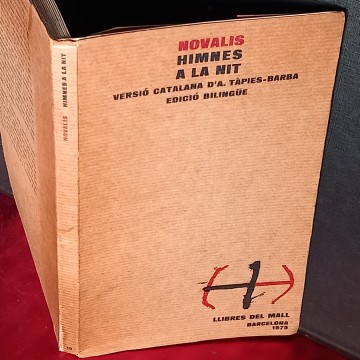 NOVALIS
HIMNES
A LA NIT
VERSIÓ CATALANA D'A. TÀPIES-BARBA
EDICIÓ BILINGÜE
LLIBRES DEL MALL
BARCELONA
1975
NOVALIS HIMNES A LA NIT